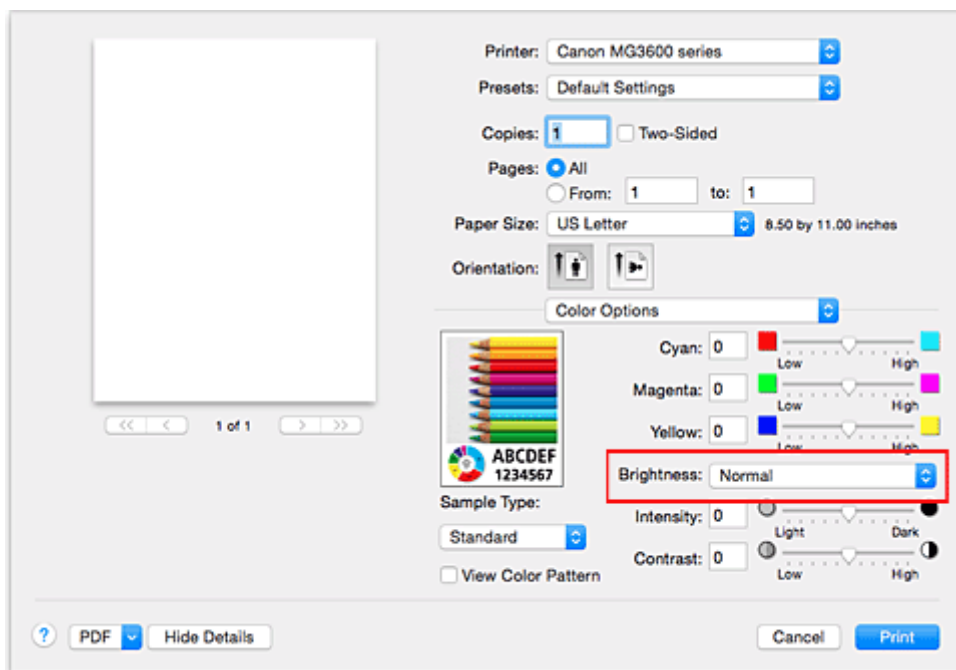 Printer: Canon MG3600 series
Presets: Default Settings
Copies: 1 Two-Sided
Pages: All
From: 1 to: 1
Paper Size: US Letter 8.50 by 11.00 inches
Orientation:
Color Options
Cyan: 0
Low High
Magenta: 0
Low High
Yellow: 0
Low High
Brightness: Normal
Intensity: 0
Light Dark
Contrast: 0
Low High
ABCDEF
1234567
Sample Type:
Standard
View Color Pattern
<< < 1 of 1 > >>
? PDF Hide Details Cancel Print